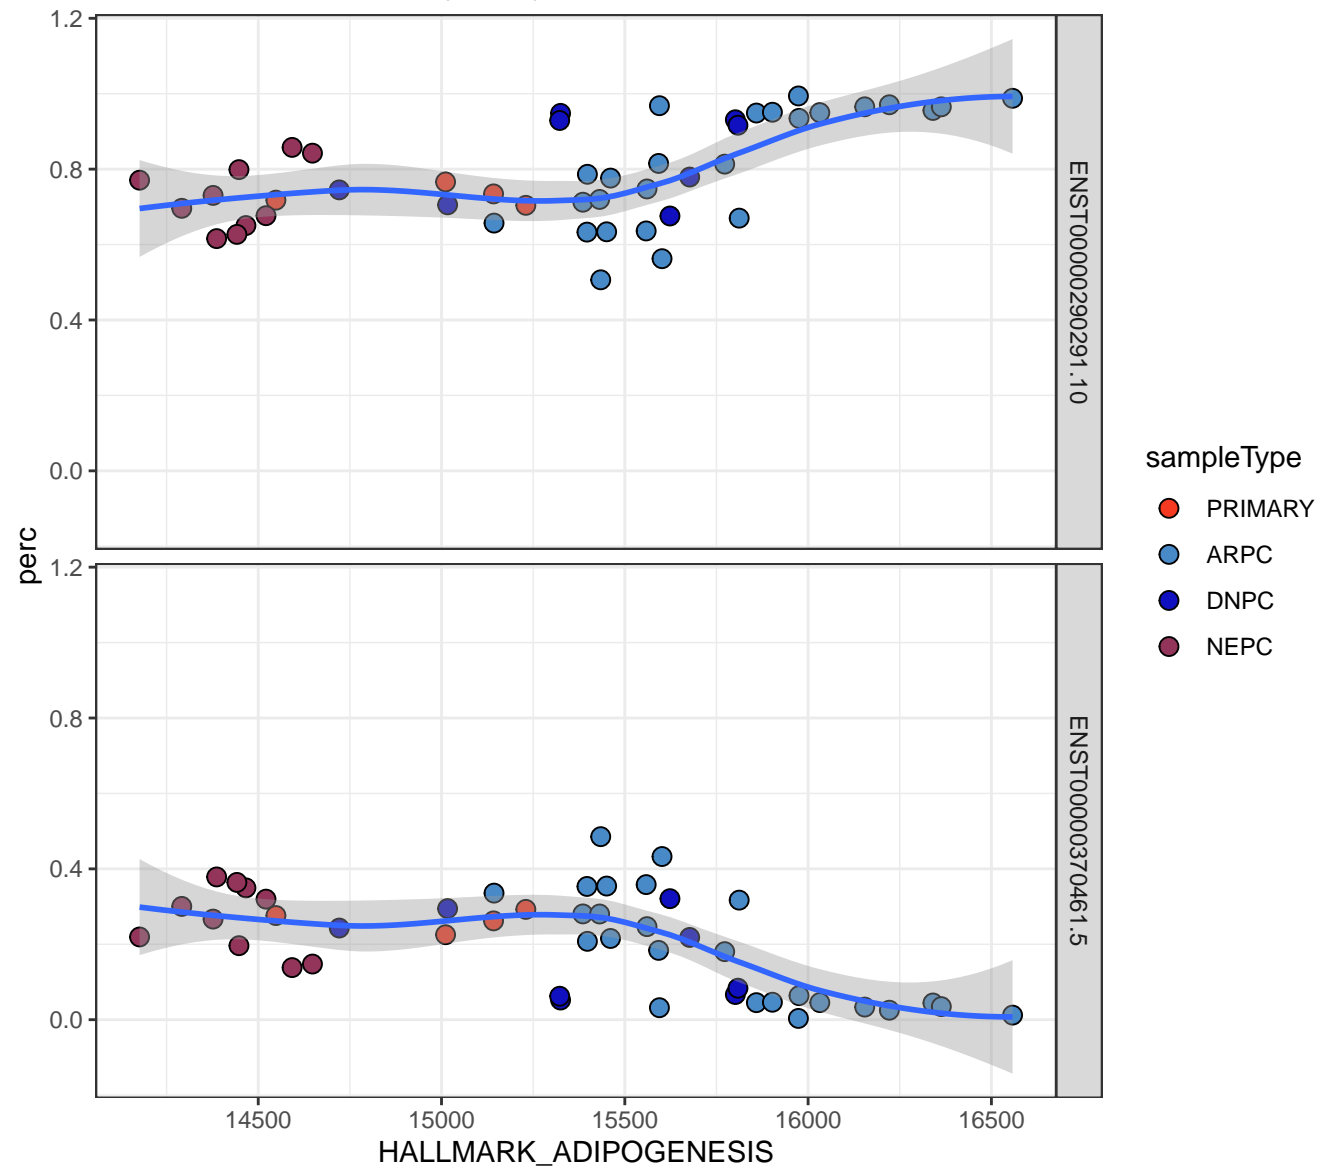 1.2
0.8
0.4
0.0
ENST00000290291.10
1.2
0.8
0.4
0.0
ENST00000370461.5
perc
14500
15000
15500
16000
16500
HALLMARK_ADIPOGENESIS
sampleType
PRIMARY
ARPC
DNPC
NEPC